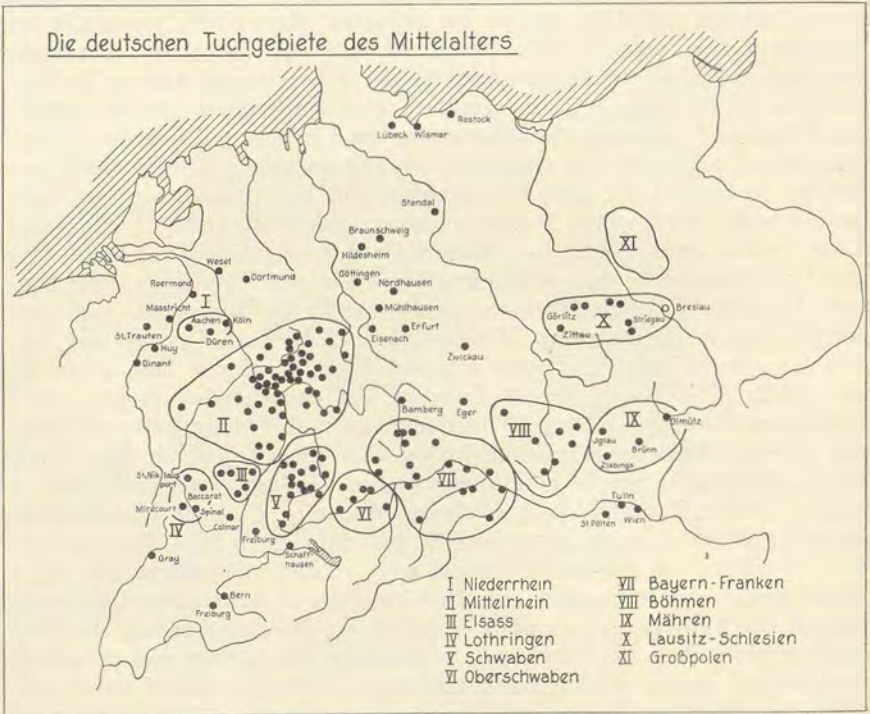 Die deutschen Tuchgebiete des Mittelalters
Rostock
Lübeck
Wismar
Stendal
Braunschweig
Hildesheim
XI
Wesel
Dortmund
Göttingen
Nordhausen
Roermond
I
Maastricht
Aachen
Köln
Mühlhausen
Görlitz
X
Breslau
St.Trauten
Düren
Eisenach
Erfurt
Zittau
Striegau
Huy
Dinant
Zwickau
II
Bamberg
Eger
VIII
IX
Olmütz
Jglau
Brünn
Zlabings
St.Niklaus
port
III
Baccarat
V
VI
VII
Mirecourt
Spinal
IV
Colmar
Freiburg
Tulln
St.Pölten
Wien
Gray
Schaff-
hausen
Bern
Freiburg
I Niederrhein
II Mittelrhein
III Elsass
IV Lothringen
V Schwaben
VI Oberschwaben
VII Bayern-Franken
VIII Böhmen
IX Mähren
X Lausitz-Schlesien
XI Großpolen